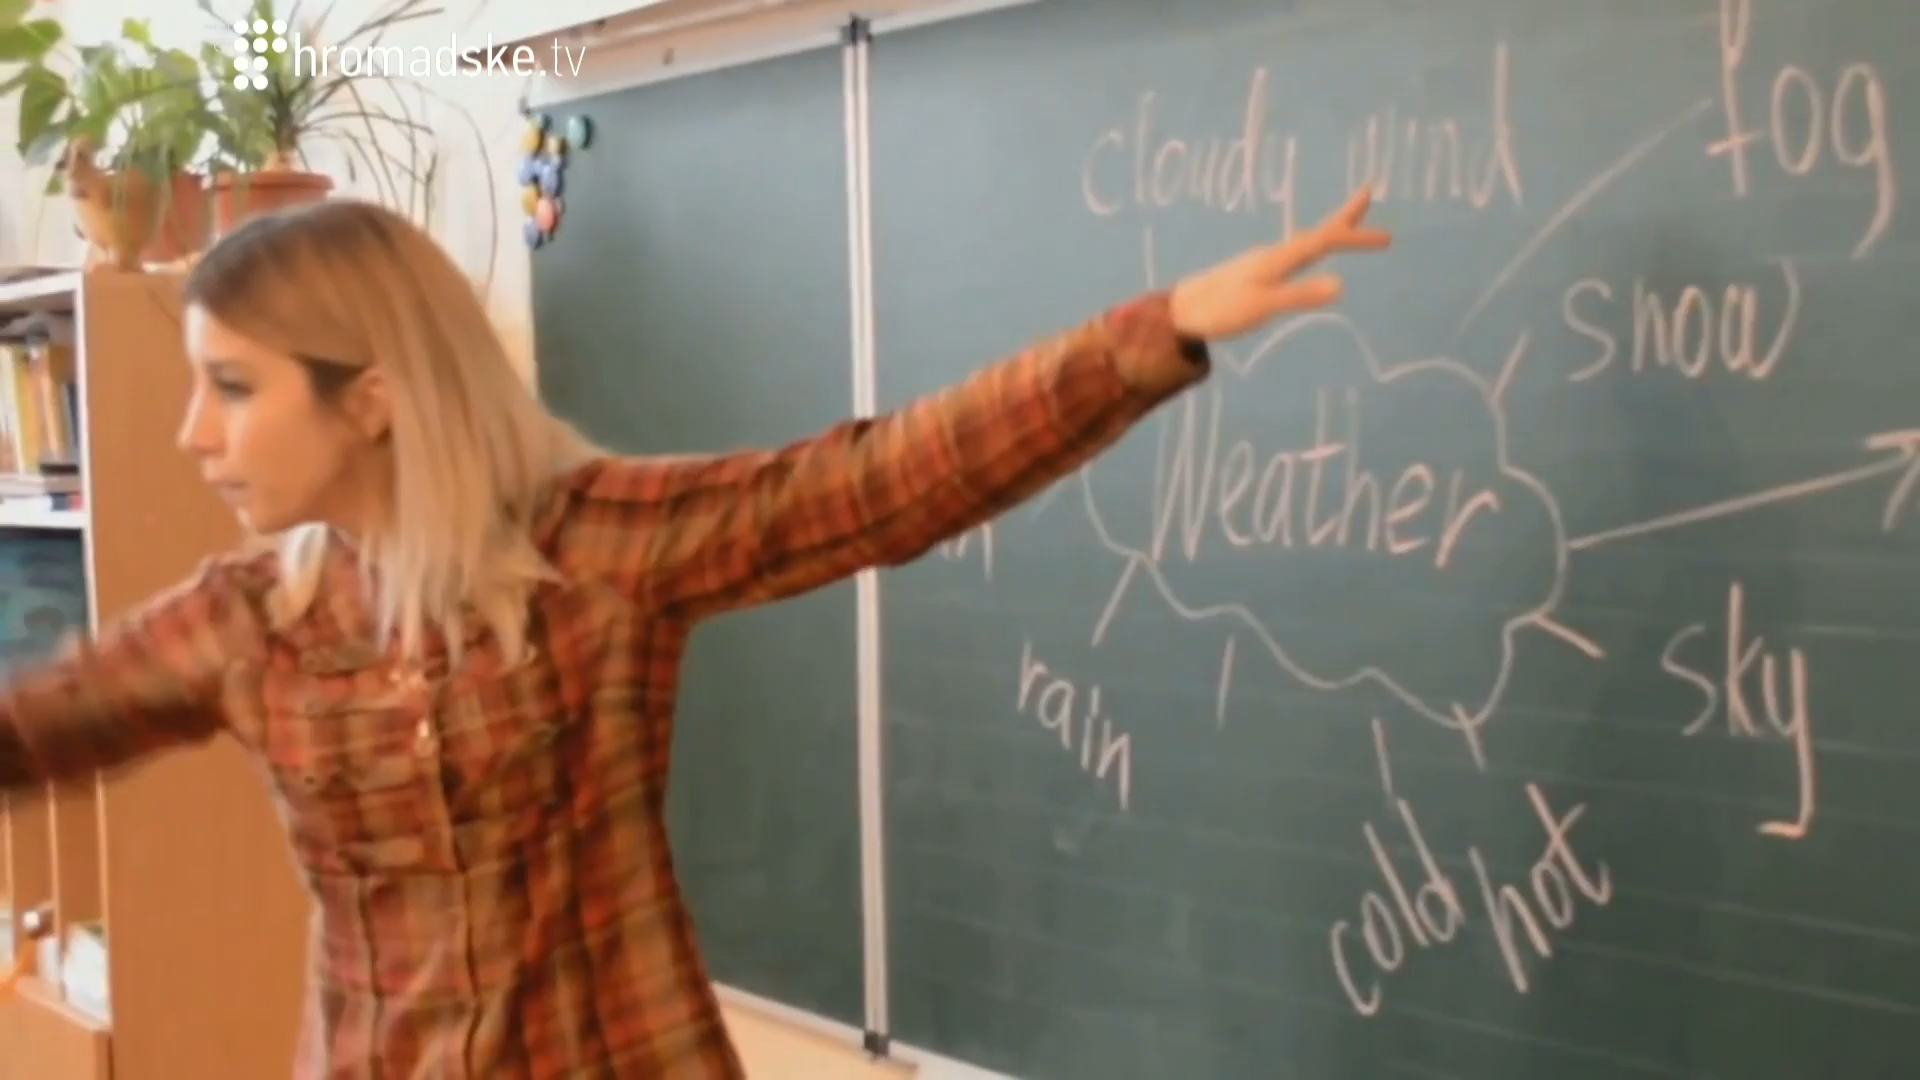 hromadske.tv
cloudy wind
fog
snow
Weather
rain
sky
cold hot